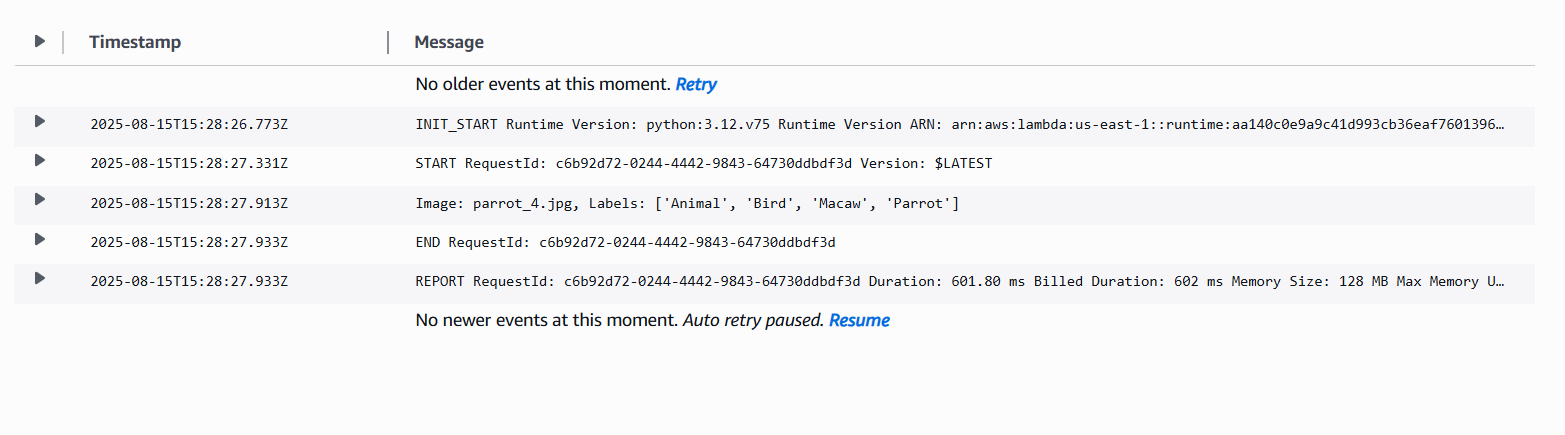 Timestamp Message
No older events at this moment. Retry
2025-08-15T15:28:26.773Z INIT_START Runtime Version: python:3.12.v75 Runtime Version ARN: arn:aws:lambda:us-east-1::runtime:aa140c0e9a9c41d993cb36eaf7601396…
2025-08-15T15:28:27.331Z START RequestId: c6b92d72-0244-4442-9843-64730ddbdf3d Version: $LATEST
2025-08-15T15:28:27.913Z Image: parrot_4.jpg, Labels: ['Animal', 'Bird', 'Macaw', 'Parrot']
2025-08-15T15:28:27.933Z END RequestId: c6b92d72-0244-4442-9843-64730ddbdf3d
2025-08-15T15:28:27.933Z REPORT RequestId: c6b92d72-0244-4442-9843-64730ddbdf3d Duration: 601.80 ms Billed Duration: 602 ms Memory Size: 128 MB Max Memory U…
No newer events at this moment. Auto retry paused. Resume